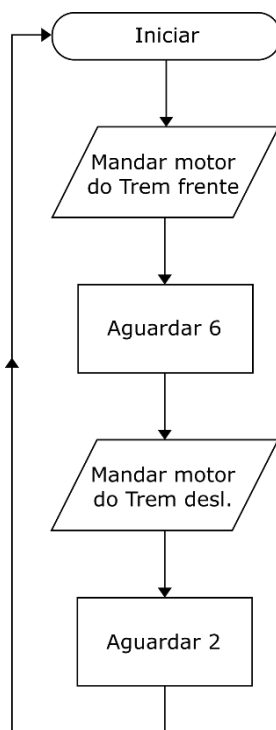 Iniciar
Mandar motor
do Trem frente
Aguardar 6
Mandar motor
do Trem desl.
Aguardar 2